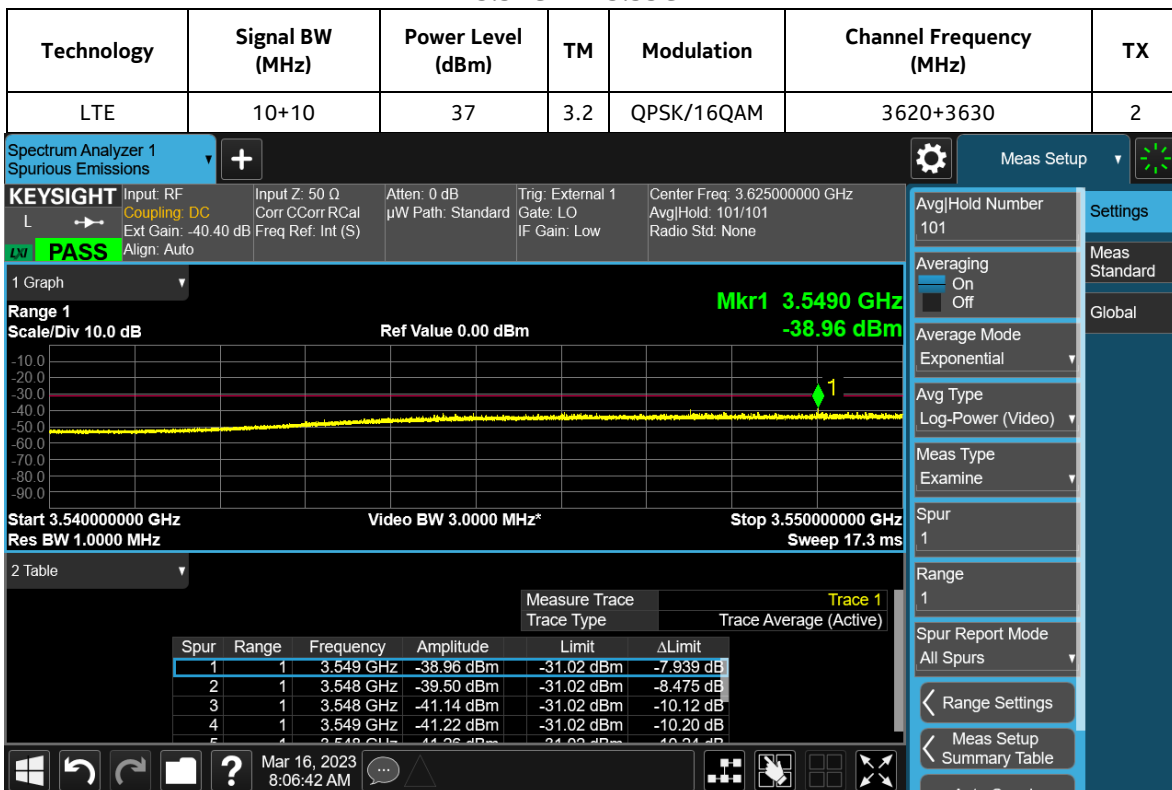 Technology Signal BW (MHz) Power Level (dBm) TM Modulation Channel Frequency (MHz) TX
LTE 10+10 37 3.2 QPSK/16QAM 3620+3630 2
Spectrum Analyzer 1
Spurious Emissions
Meas Setup
KEYSIGHT Input: RF Input Z: 50 Ω Atten: 0 dB Trig: External 1 Center Freq: 3.625000000 GHz
L Coupling: DC Corr CCorr RCal µW Path: Standard Gate: LO Avg|Hold: 101/101
Ext Gain: -40.40 dB Freq Ref: Int (S) IF Gain: Low Radio Std: None
LXI PASS Align: Auto
1 Graph
Range 1
Mkr1 3.5490 GHz
Scale/Div 10.0 dB Ref Value 0.00 dBm -38.96 dBm
-10.0
-20.0
-30.0
1
-40.0
-50.0
-60.0
-70.0
-80.0
-90.0
Start 3.540000000 GHz Video BW 3.0000 MHz* Stop 3.550000000 GHz
Res BW 1.0000 MHz Sweep 17.3 ms
2 Table
Measure Trace Trace 1
Trace Type Trace Average (Active)
Spur Range Frequency Amplitude Limit ΔLimit
1 1 3.549 GHz -38.96 dBm -31.02 dBm -7.939 dB
2 1 3.548 GHz -39.50 dBm -31.02 dBm -8.475 dB
3 1 3.548 GHz -41.14 dBm -31.02 dBm -10.12 dB
4 1 3.549 GHz -41.22 dBm -31.02 dBm -10.20 dB
Avg|Hold Number
101
Averaging
On
Off
Average Mode
Exponential
Avg Type
Log-Power (Video)
Meas Type
Examine
Spur
1
Range
1
Spur Report Mode
All Spurs
Range Settings
Meas Setup
Summary Table
Settings
Meas
Standard
Global
Mar 16, 2023
8:06:42 AM